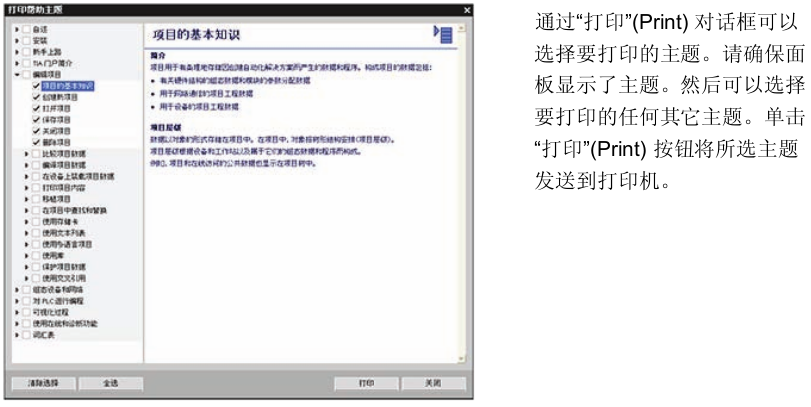 打印帮助主题
自述
安装
新手上路
TIA 门户简介
编辑项目
项目的基本知识
创建新项目
打开项目
保存项目
关闭项目
删除项目
比较项目数据
编译项目数据
在设备上装载项目数据
打印项目内容
移植项目
在项目中查找和替换
使用存储卡
使用文本列表
使用多语言项目
使用库
保护项目数据
使用交叉引用
组态设备和网络
对 PLC 进行编程
可视化过程
使用在线和诊断功能
词汇表
清除选择
全选
项目的基本知识
简介
项目用于有条理地存储因创建自动化解决方案而产生的数据和程序。构成项目的数据包括:
• 有关硬件结构的组态数据和模块的参数分配数据
• 用于网络通信的项目工程数据
• 用于设备的项目工程数据
项目层级
数据以对象的形式存储在项目中。在项目中，对象按树形结构安排(项目层级)。
项目层级根据设备和工作站以及属于它们的组态数据和程序而构成。
例如，项目和在线访问的公共数据也显示在项目树中。
打印
关闭
通过“打印”(Print) 对话框可以
选择要打印的主题。请确保面
板显示了主题。然后可以选择
要打印的任何其它主题。单击
“打印”(Print) 按钮将所选主题
发送到打印机。